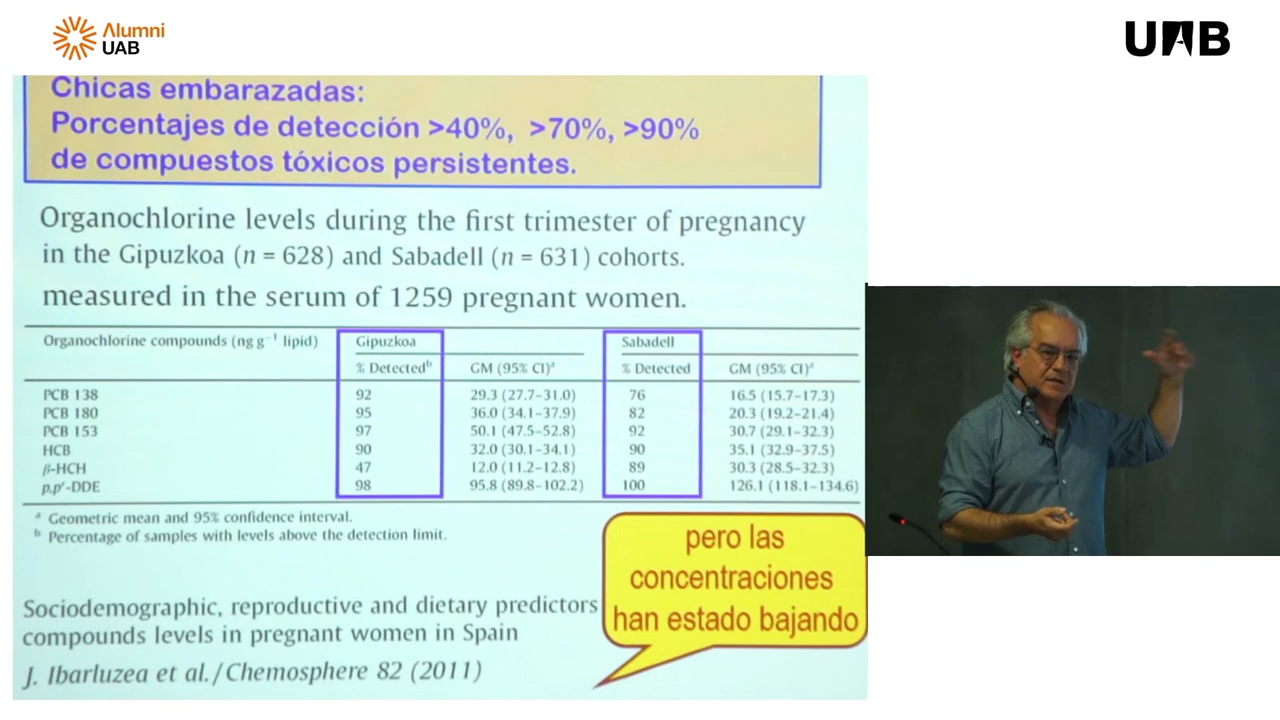 Alumni
UAB
UAB
Chicas embarazadas:
Porcentajes de detección >40%, >70%, >90%
de compuestos tóxicos persistentes.
Organochlorine levels during the first trimester of pregnancy
in the Gipuzkoa (n = 628) and Sabadell (n = 631) cohorts.
measured in the serum of 1259 pregnant women.
Organochlorine compounds (ng g⁻¹ lipid) Gipuzkoa Sabadell
% Detectedᵇ GM (95% CI)ᵃ % Detected GM (95% CI)ᵃ
PCB 138 92 29.3 (27.7–31.0) 76 16.5 (15.7–17.3)
PCB 180 95 36.0 (34.1–37.9) 82 20.3 (19.2–21.4)
PCB 153 97 50.1 (47.5–52.8) 92 30.7 (29.1–32.3)
HCB 90 32.0 (30.1–34.1) 90 35.1 (32.9–37.5)
β-HCH 47 12.0 (11.2–12.8) 89 30.3 (28.5–32.3)
p,p′-DDE 98 95.8 (89.8–102.2) 100 126.1 (118.1–134.6)
ᵃ Geometric mean and 95% confidence interval.
ᵇ Percentage of samples with levels above the detection limit.
pero las
concentraciones
han estado bajando
Sociodemographic, reproductive and dietary predictors
compounds levels in pregnant women in Spain
J. Ibarluzea et al./Chemosphere 82 (2011)